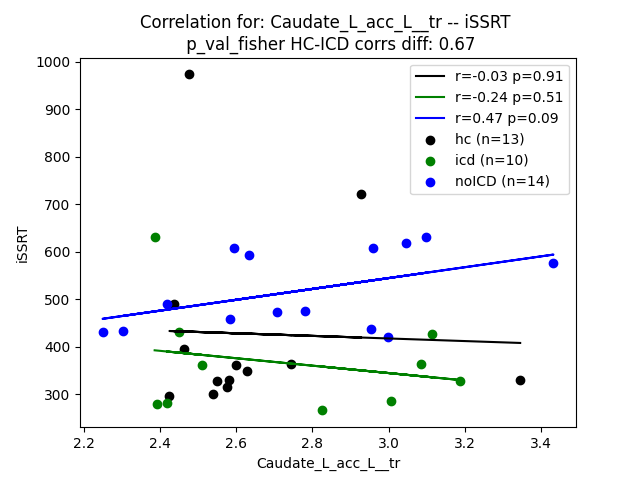 Correlation for: Caudate_L_acc_L__tr -- iSSRT
p_val_fisher HC-ICD corrs diff: 0.67
r=-0.03 p=0.91
r=-0.24 p=0.51
r=0.47 p=0.09
hc (n=13)
icd (n=10)
noICD (n=14)
1000
900
800
700
600
500
400
300
iSSRT
2.2 2.4 2.6 2.8 3.0 3.2 3.4
Caudate_L_acc_L__tr